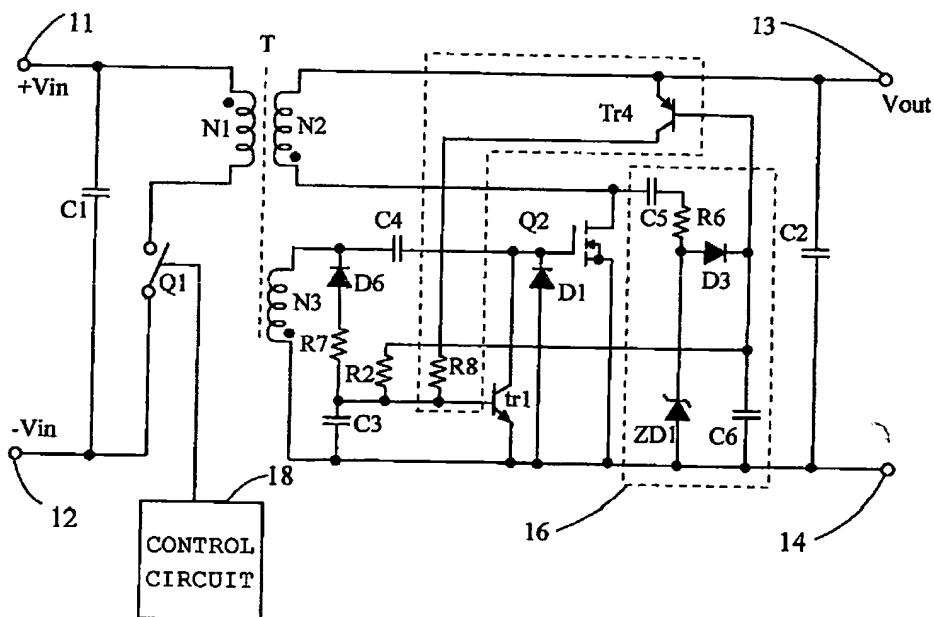 11
T
13
+Vin
Vout
N1
N2
Tr4
C1
C4
Q2
C5
R6
C2
Q1
N3
D6
D1
D3
R7
R2
R8
tr1
C3
ZD1
C6
-Vin
12
18
16
14
CONTROL
CIRCUIT